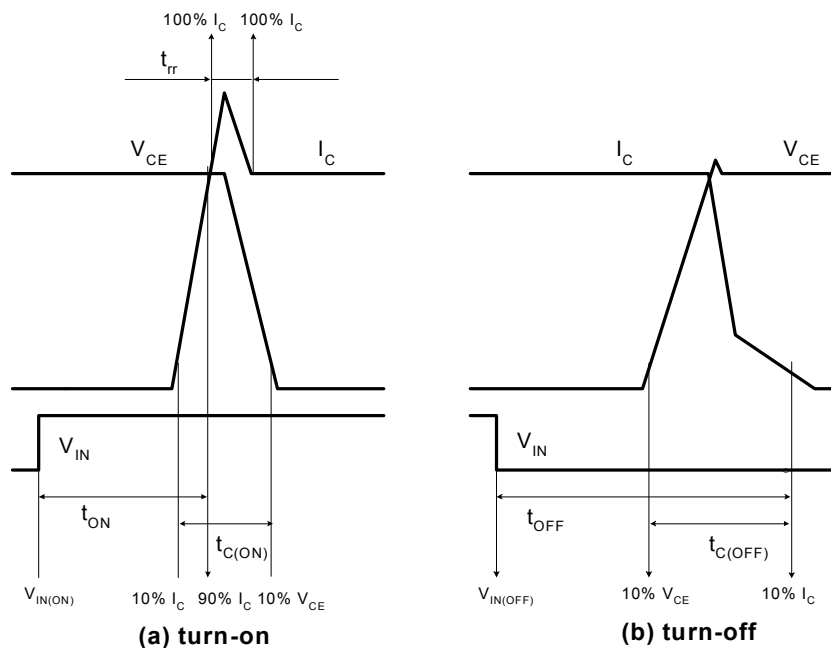 100% I_C 100% I_C
t_rr
V_CE I_C
I_C V_CE
V_IN
V_IN
t_ON
t_OFF
t_C(ON)
t_C(OFF)
V_IN(ON) 10% I_C 90% I_C 10% V_CE
V_IN(OFF) 10% V_CE 10% I_C
(a) turn-on
(b) turn-off